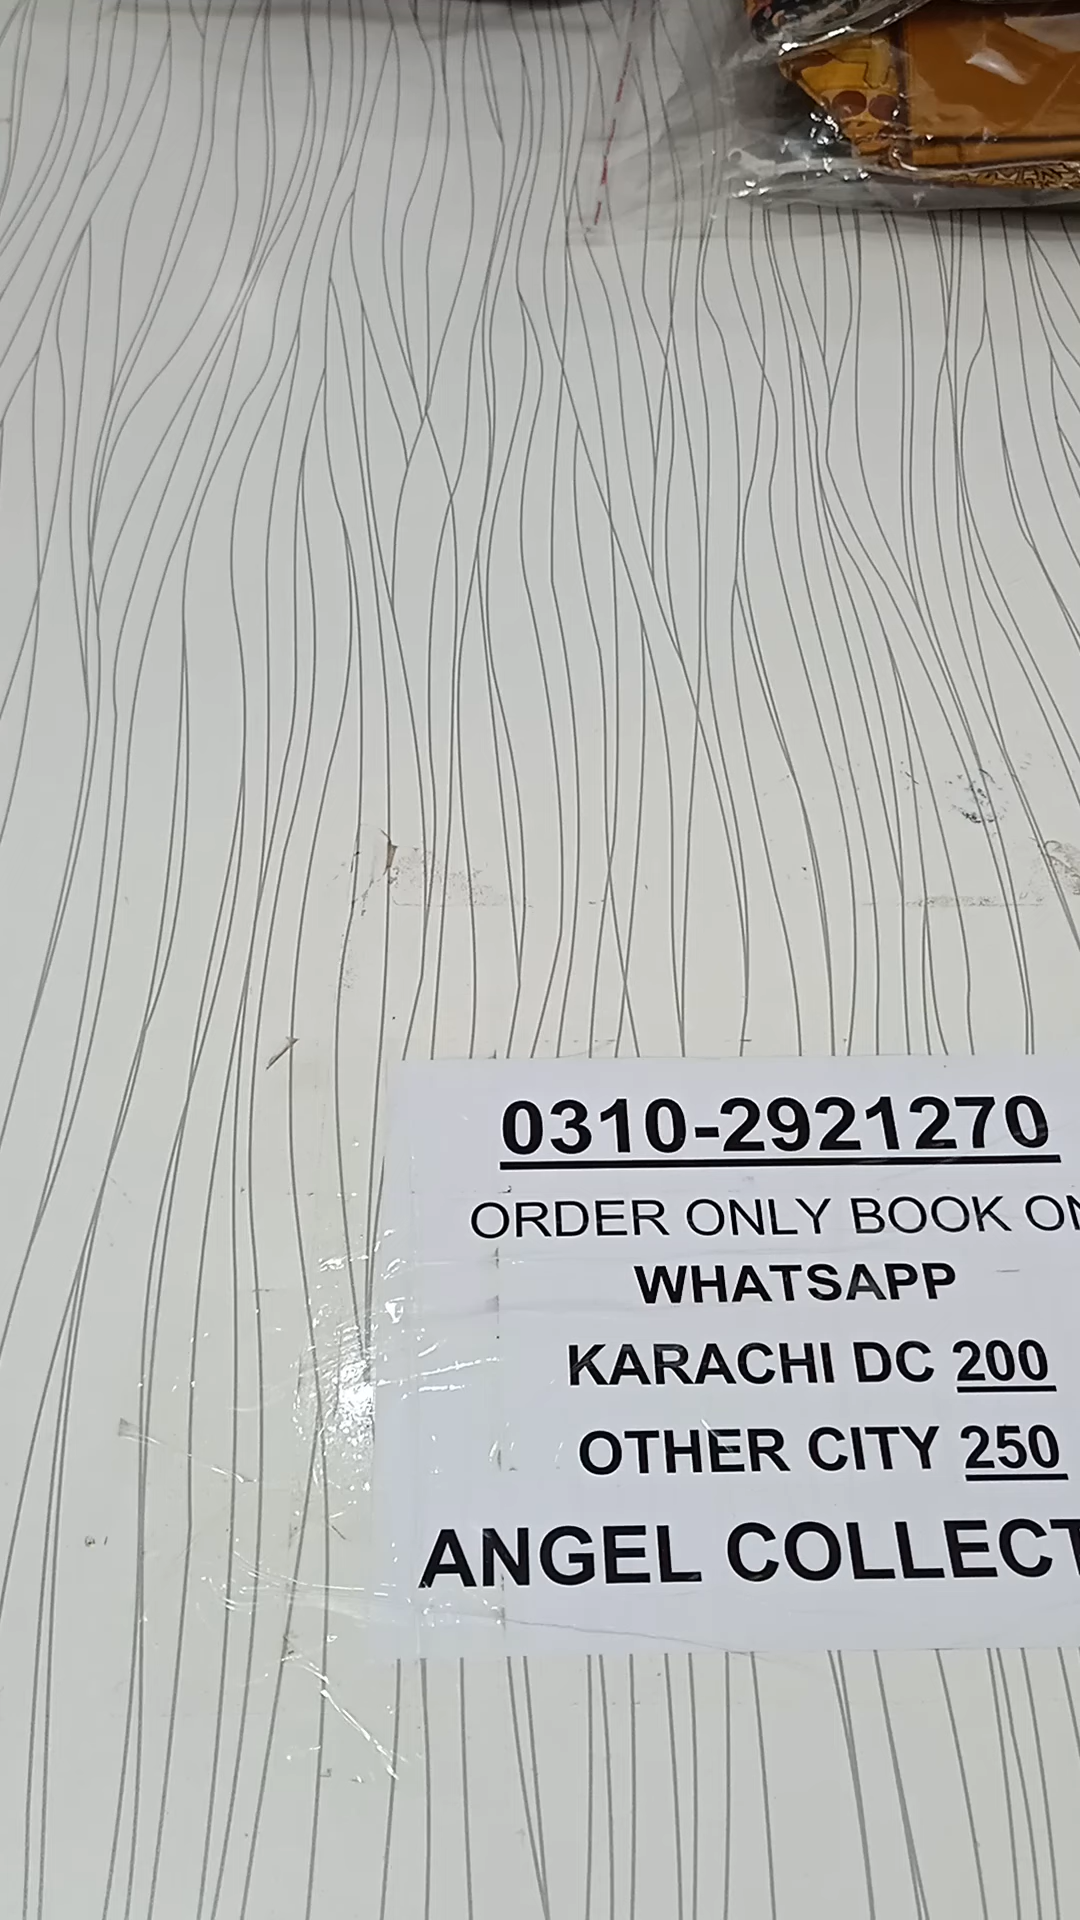 0310-2921270
ORDER ONLY BOOK ON
WHATSAPP
KARACHI DC 200
OTHER CITY 250
ANGEL COLLECT